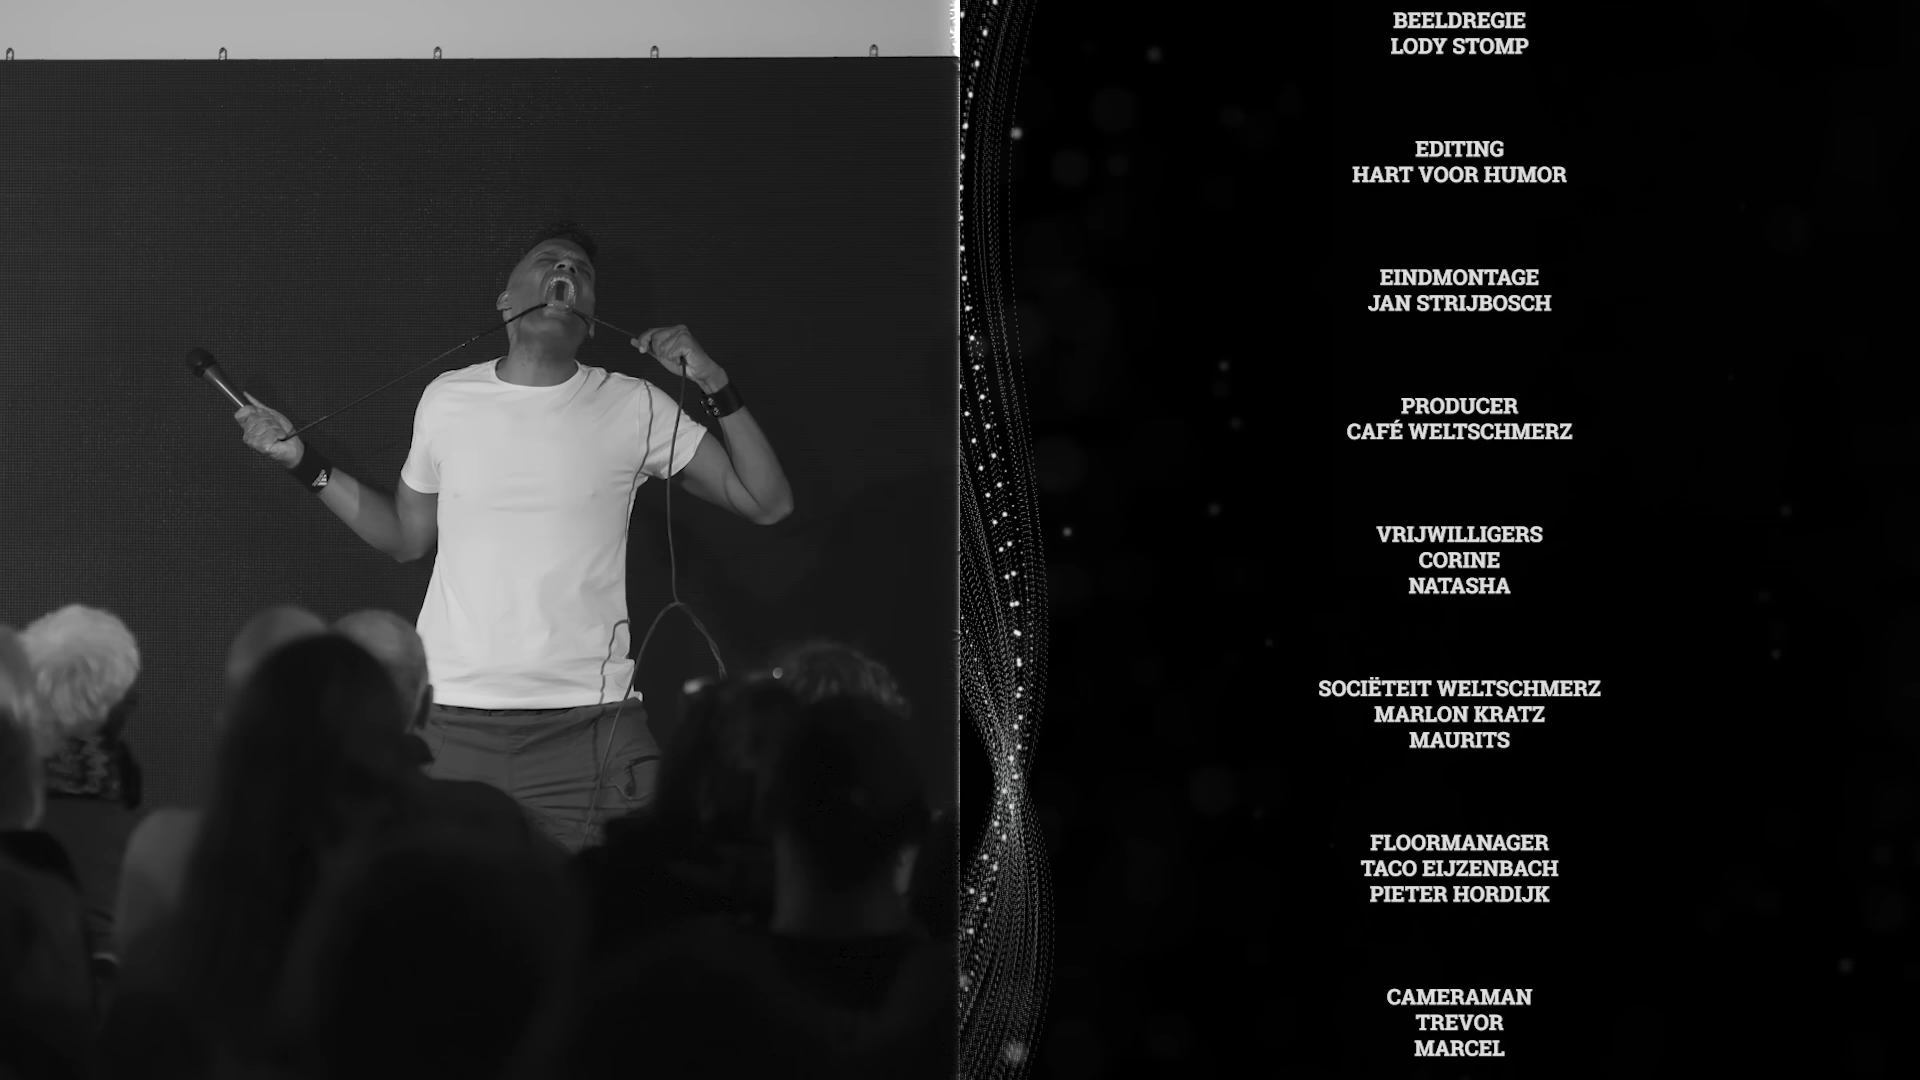 BEELDREGIE
LODY STOMP
EDITING
HART VOOR HUMOR
EINDMONTAGE
JAN STRIJBOSCH
PRODUCER
CAFÉ WELTSCHMERZ
VRIJWILLIGERS
CORINE
NATASHA
SOCIËTEIT WELTSCHMERZ
MARLON KRATZ
MAURITS
FLOORMANAGER
TACO EIJZENBACH
PIETER HORDIJK
CAMERAMAN
TREVOR
MARCEL